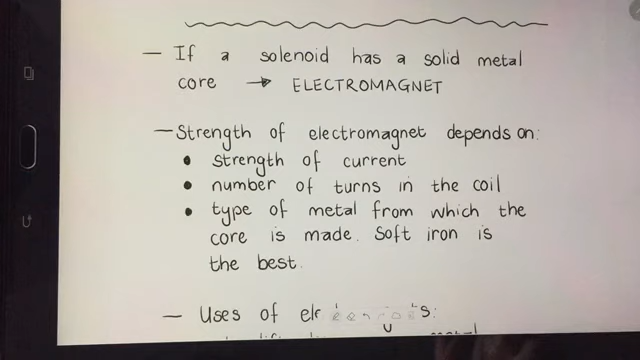 — If a solenoid has a solid metal
core → ELECTROMAGNET
— Strength of electromagnet depends on:
• strength of current
• number of turns in the coil
• type of metal from which the
core is made. Soft iron is
the best.
— Uses of